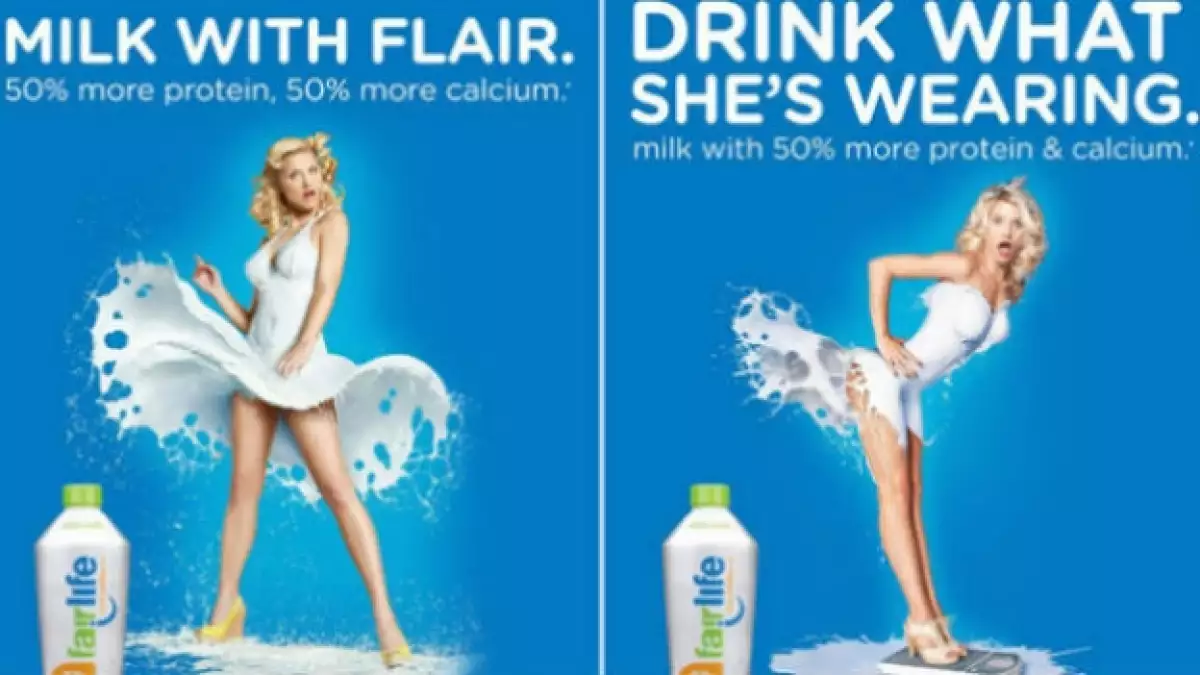 MILK WITH FLAIR.
50% more protein, 50% more calcium.*
fairlife
DRINK WHAT
SHE'S WEARING.
milk with 50% more protein & calcium.*
fairlife